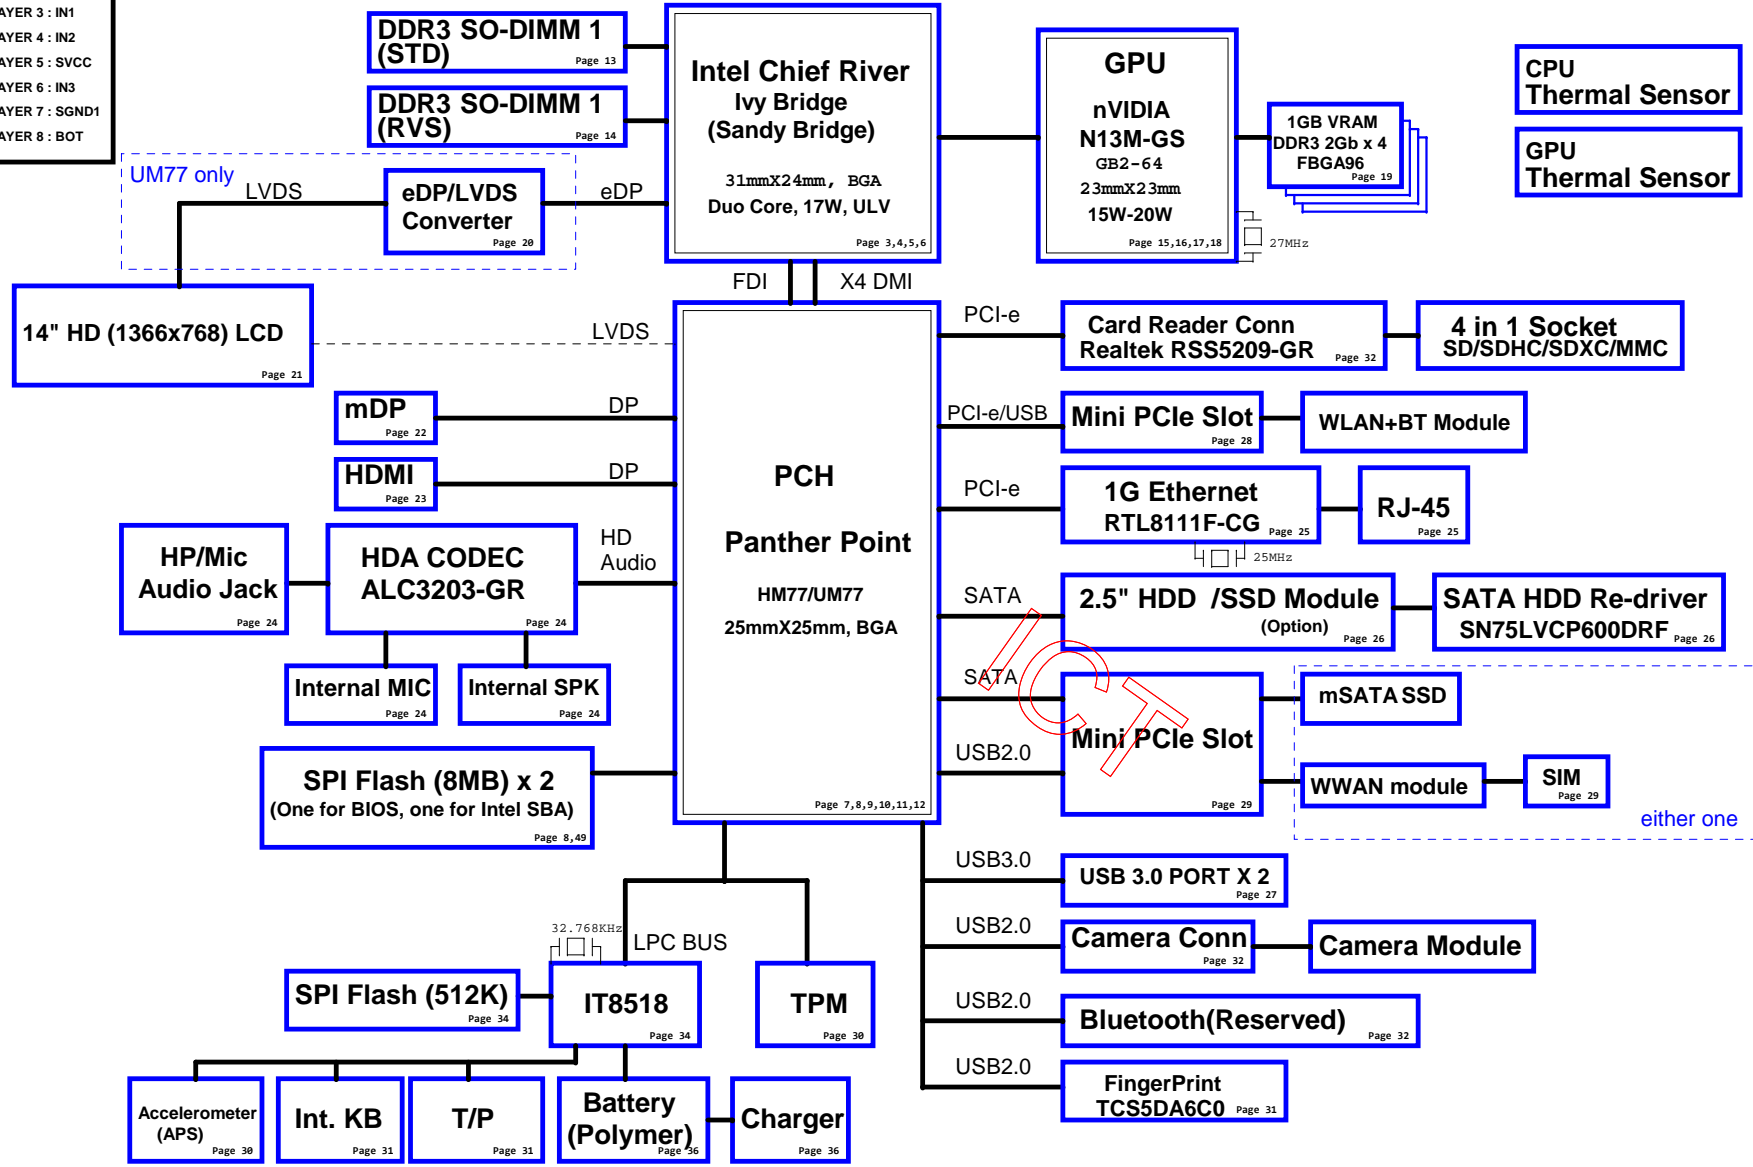 AYER 3 : IN1
AYER 4 : IN2
AYER 5 : SVCC
AYER 6 : IN3
AYER 7 : SGND1
AYER 8 : BOT
DDR3 SO-DIMM 1
(STD)
Page 13
DDR3 SO-DIMM 1
(RVS)
Page 14
Intel Chief River
Ivy Bridge
(Sandy Bridge)
31mmX24mm, BGA
Duo Core, 17W, ULV
Page 3,4,5,6
GPU
nVIDIA
N13M-GS
GB2-64
23mmX23mm
15W-20W
Page 15,16,17,18
27MHz
1GB VRAM
DDR3 2Gb x 4
FBGA96
Page 19
CPU
Thermal Sensor
GPU
Thermal Sensor
UM77 only
LVDS
eDP/LVDS
Converter
Page 20
eDP
FDI
X4 DMI
14" HD (1366x768) LCD
Page 21
LVDS
mDP
Page 22
DP
HDMI
Page 23
DP
HP/Mic
Audio Jack
Page 24
HDA CODEC
ALC3203-GR
Page 24
HD
Audio
Internal MIC
Page 24
Internal SPK
Page 24
SPI Flash (8MB) x 2
(One for BIOS, one for Intel SBA)
Page 8,49
PCH
Panther Point
HM77/UM77
25mmX25mm, BGA
Page 7,8,9,10,11,12
PCI-e
Card Reader Conn
Realtek RSS5209-GR
Page 32
4 in 1 Socket
SD/SDHC/SDXC/MMC
PCI-e/USB
Mini PCIe Slot
Page 28
WLAN+BT Module
PCI-e
1G Ethernet
RTL8111F-CG
Page 25
25MHz
RJ-45
Page 25
SATA
2.5" HDD /SSD Module
(Option)
Page 26
SATA HDD Re-driver
SN75LVCP600DRF
Page 26
SATA
USB2.0
Mini PCIe Slot
Page 29
ICT
mSATA SSD
WWAN module
SIM
Page 29
either one
USB3.0
USB 3.0 PORT X 2
Page 27
USB2.0
Camera Conn
Page 32
Camera Module
USB2.0
Bluetooth(Reserved)
Page 32
USB2.0
FingerPrint
TCS5DA6C0
Page 31
32.768KHz
LPC BUS
SPI Flash (512K)
Page 34
IT8518
Page 34
TPM
Page 30
Accelerometer
(APS)
Page 30
Int. KB
Page 31
T/P
Page 31
Battery
(Polymer)
Page 36
Charger
Page 36